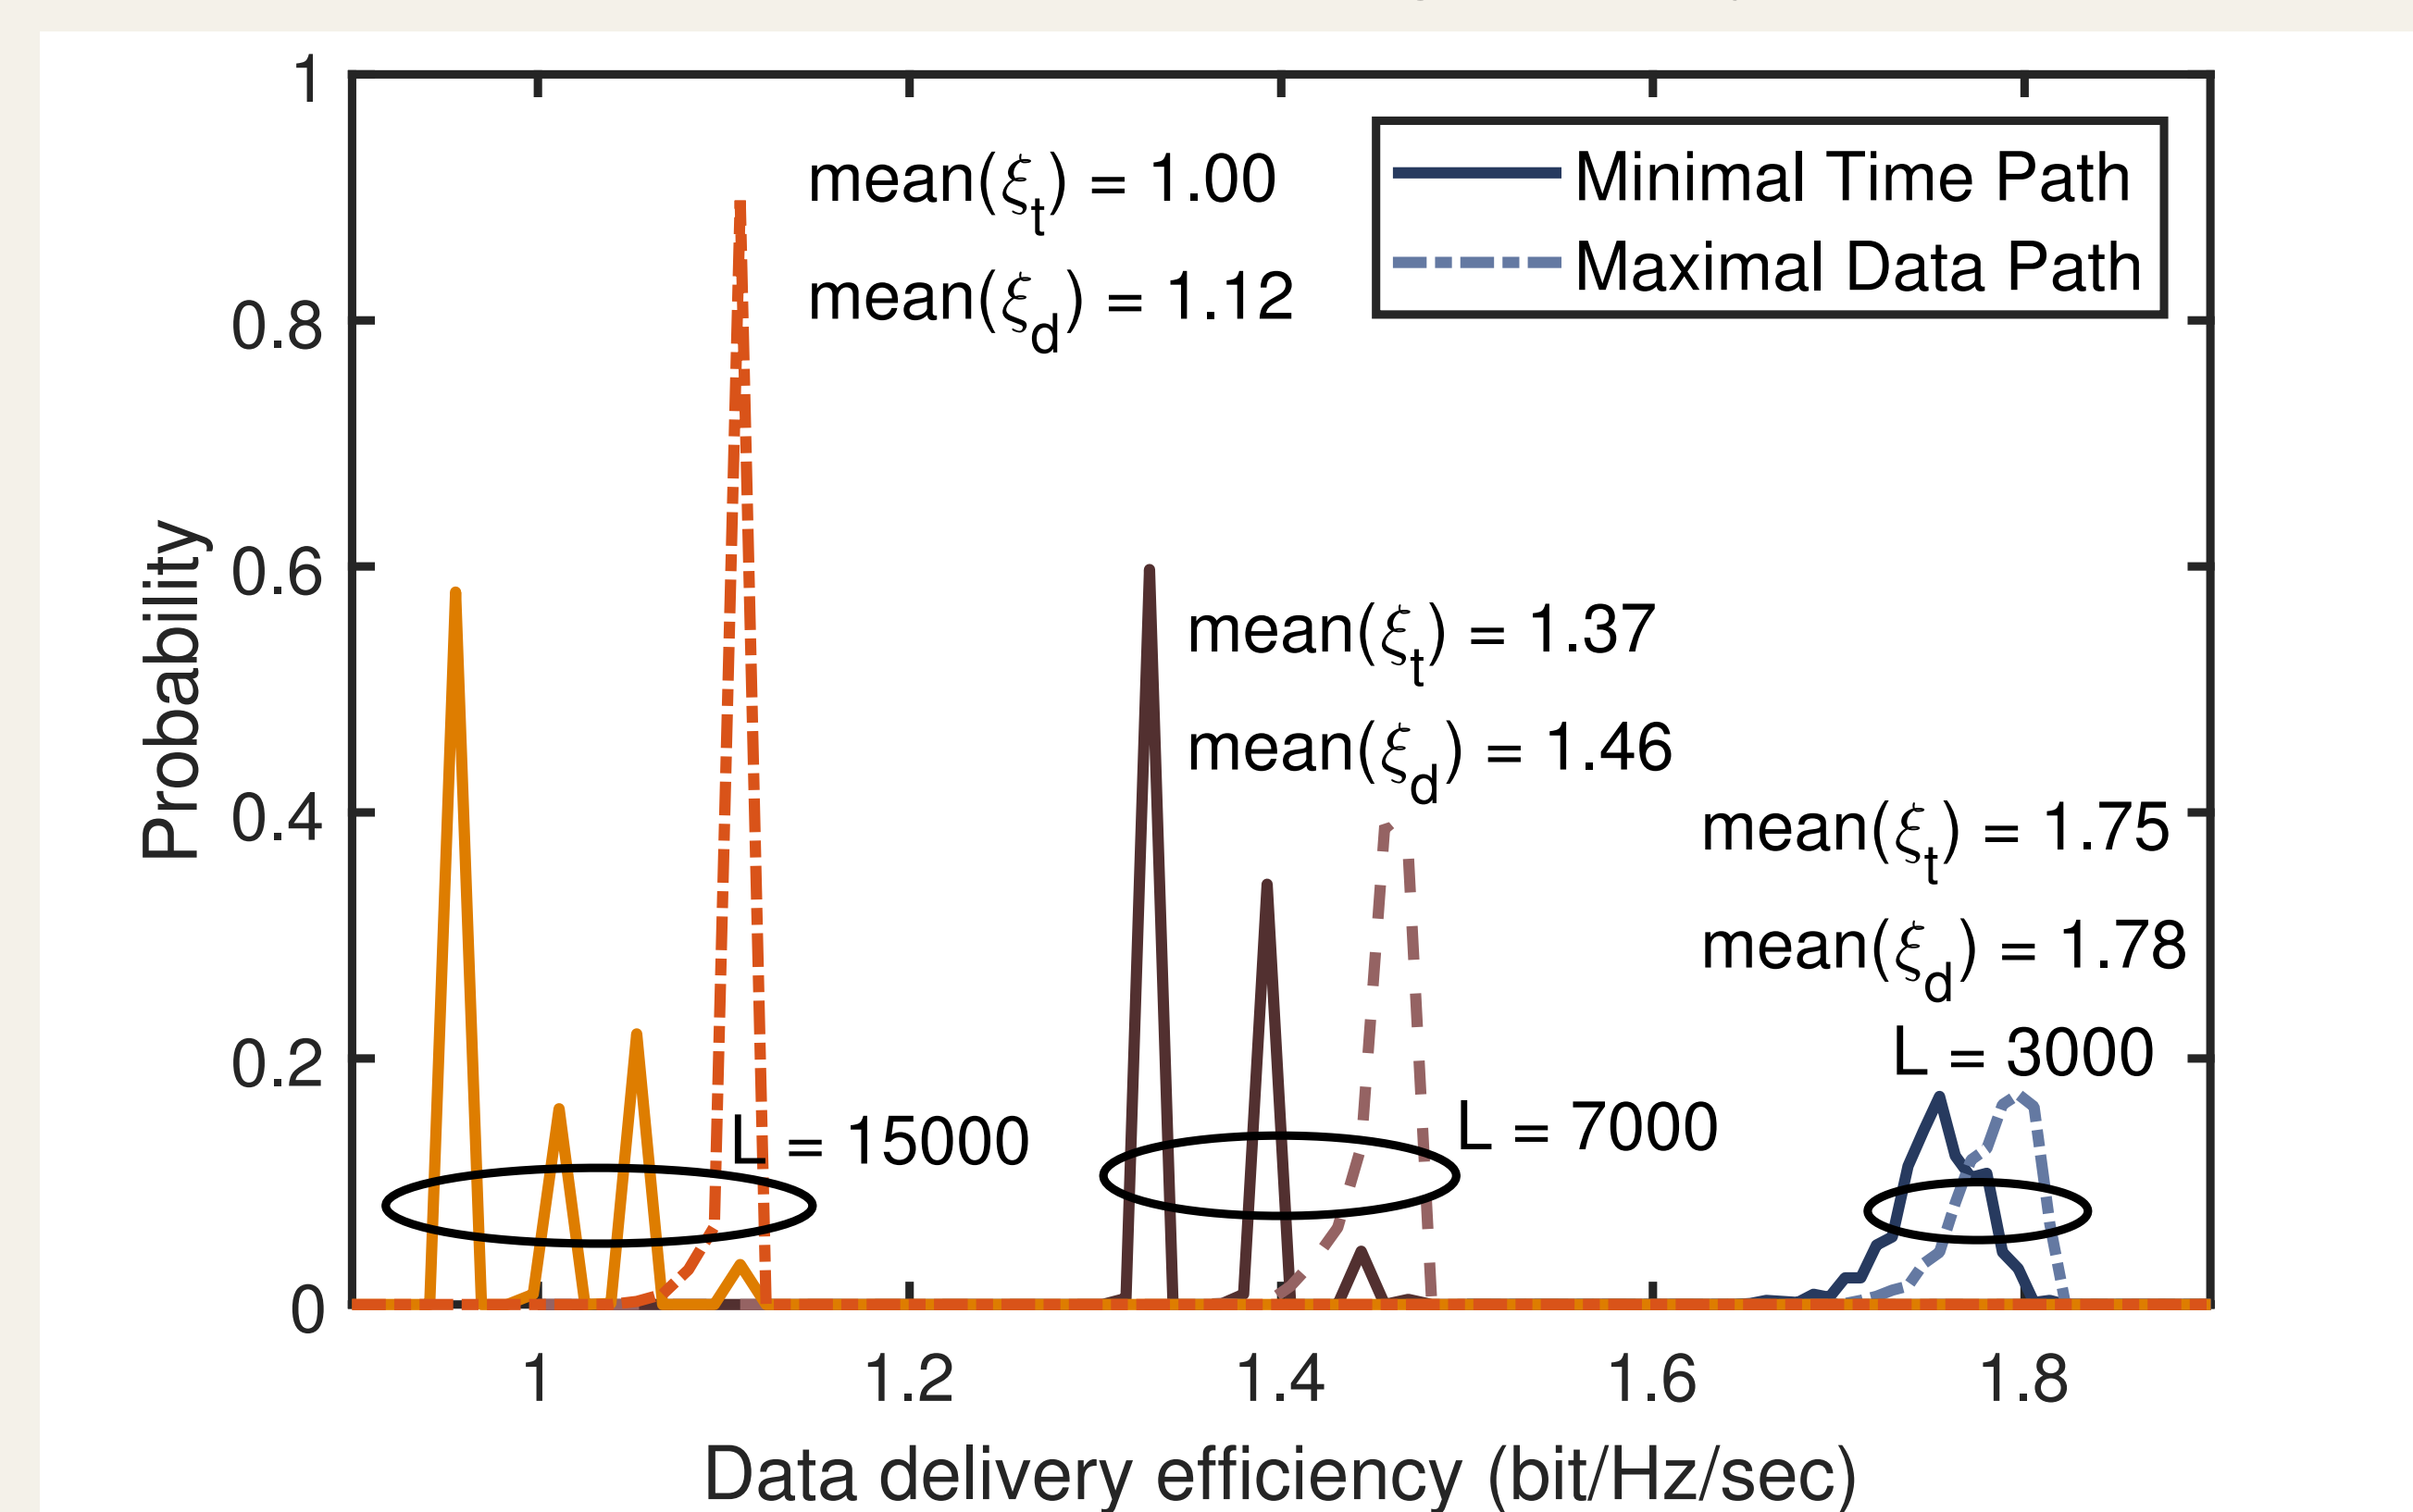 1
mean(ξt) = 1.00
Minimal Time Path
mean(ξd) = 1.12
Maximal Data Path
0.8
0.6
mean(ξt) = 1.37
mean(ξd) = 1.46
0.4
mean(ξt) = 1.75
mean(ξd) = 1.78
0.2
L = 3000
L = 7000
L = 15000
0
Probability
1 1.2 1.4 1.6 1.8
Data delivery efficiency (bit/Hz/sec)